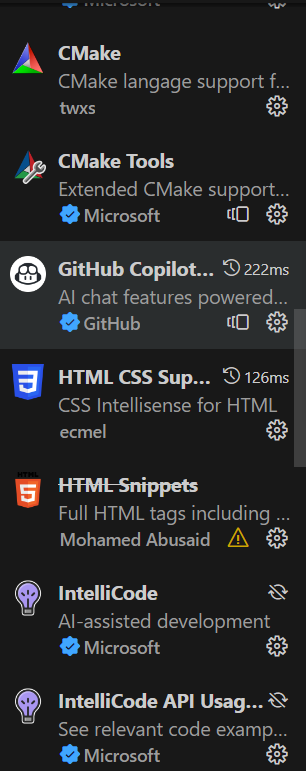 Microsoft
CMake
CMake langage support f...
twxs
CMake Tools
Extended CMake support...
Microsoft
GitHub Copilot... 222ms
AI chat features powered...
GitHub
HTML CSS Sup... 126ms
CSS Intellisense for HTML
ecmel
HTML Snippets
Full HTML tags including ...
Mohamed Abusaid
IntelliCode
AI-assisted development
Microsoft
IntelliCode API Usag...
See relevant code examp...
Microsoft